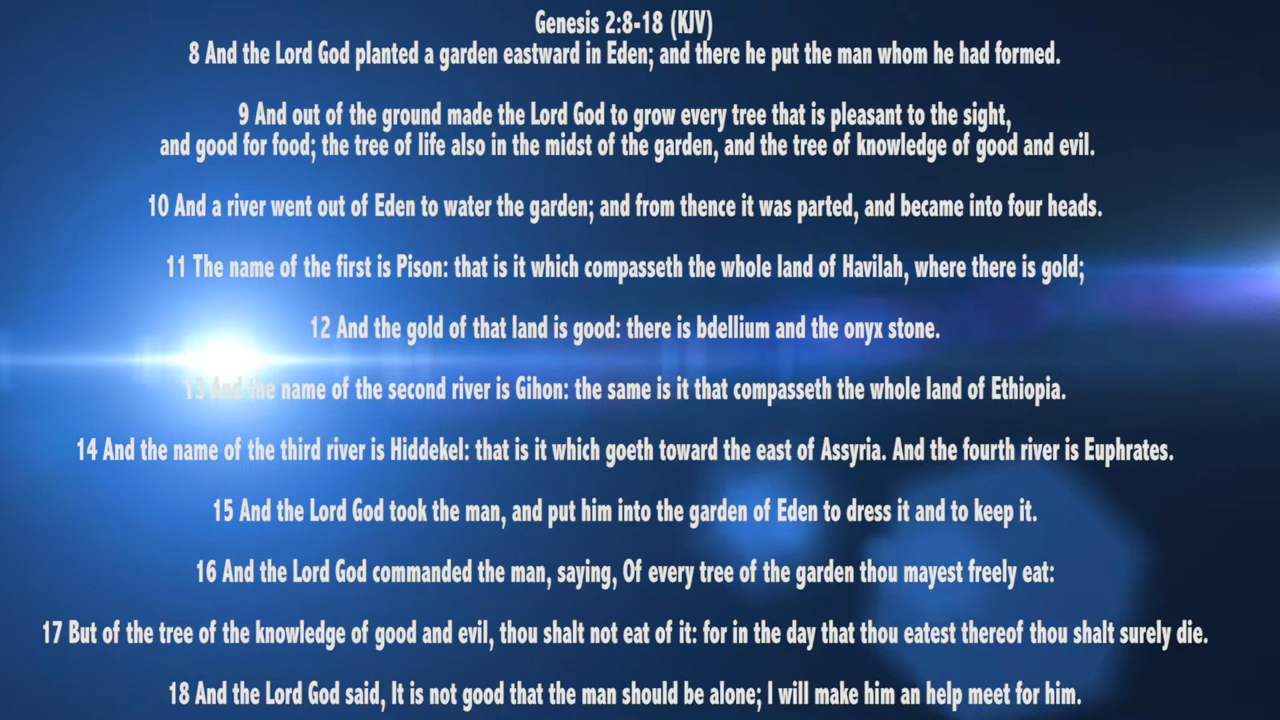 Genesis 2:8-18 (KJV)
8 And the Lord God planted a garden eastward in Eden; and there he put the man whom he had formed.
9 And out of the ground made the Lord God to grow every tree that is pleasant to the sight,
and good for food; the tree of life also in the midst of the garden, and the tree of knowledge of good and evil.
10 And a river went out of Eden to water the garden; and from thence it was parted, and became into four heads.
11 The name of the first is Pison: that is it which compasseth the whole land of Havilah, where there is gold;
12 And the gold of that land is good: there is bdellium and the onyx stone.
13 And the name of the second river is Gihon: the same is it that compasseth the whole land of Ethiopia.
14 And the name of the third river is Hiddekel: that is it which goeth toward the east of Assyria. And the fourth river is Euphrates.
15 And the Lord God took the man, and put him into the garden of Eden to dress it and to keep it.
16 And the Lord God commanded the man, saying, Of every tree of the garden thou mayest freely eat:
17 But of the tree of the knowledge of good and evil, thou shalt not eat of it: for in the day that thou eatest thereof thou shalt surely die.
18 And the Lord God said, It is not good that the man should be alone; I will make him an help meet for him.